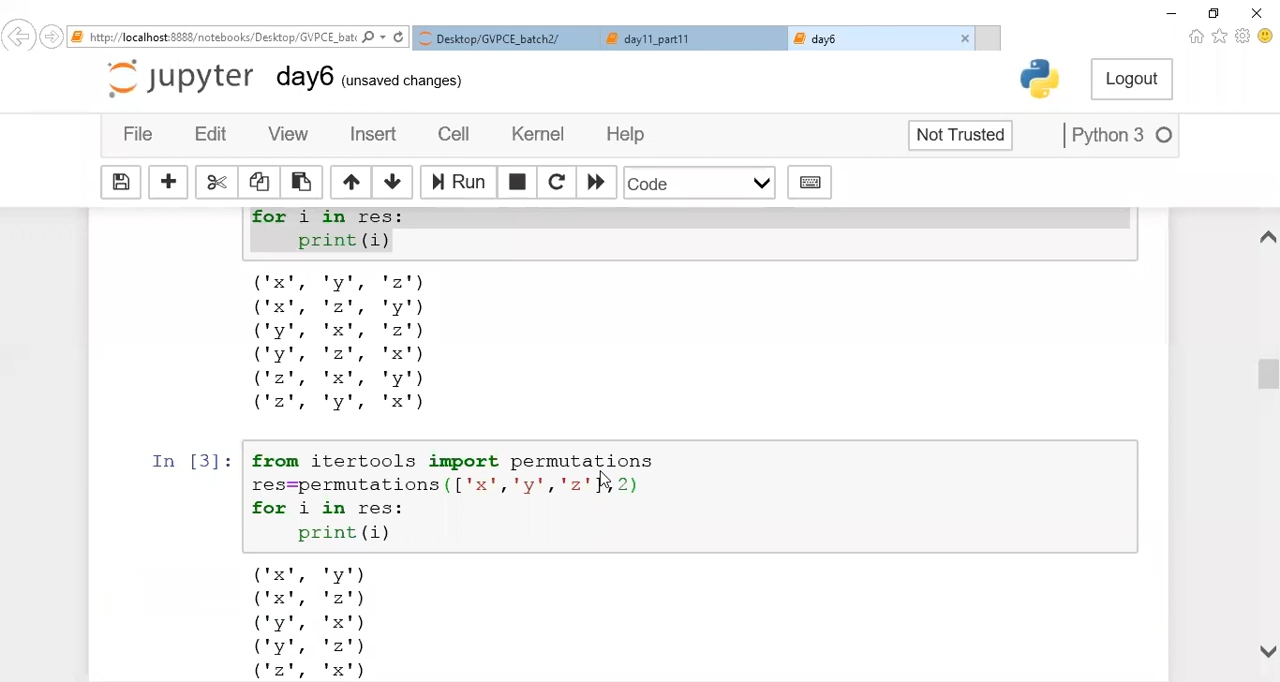 http://localhost:8888/notebooks/Desktop/GVPCE_batc
Desktop/GVPCE_batch2/
day11_part11
day6
jupyter day6 (unsaved changes)
Logout
File Edit View Insert Cell Kernel Help
Not Trusted
Python 3
Run
Code
for i in res:
    print(i)
('x', 'y', 'z')
('x', 'z', 'y')
('y', 'x', 'z')
('y', 'z', 'x')
('z', 'x', 'y')
('z', 'y', 'x')
In [3]:
from itertools import permutations
res=permutations(['x','y','z'],2)
for i in res:
    print(i)
('x', 'y')
('x', 'z')
('y', 'x')
('y', 'z')
('z', 'x')